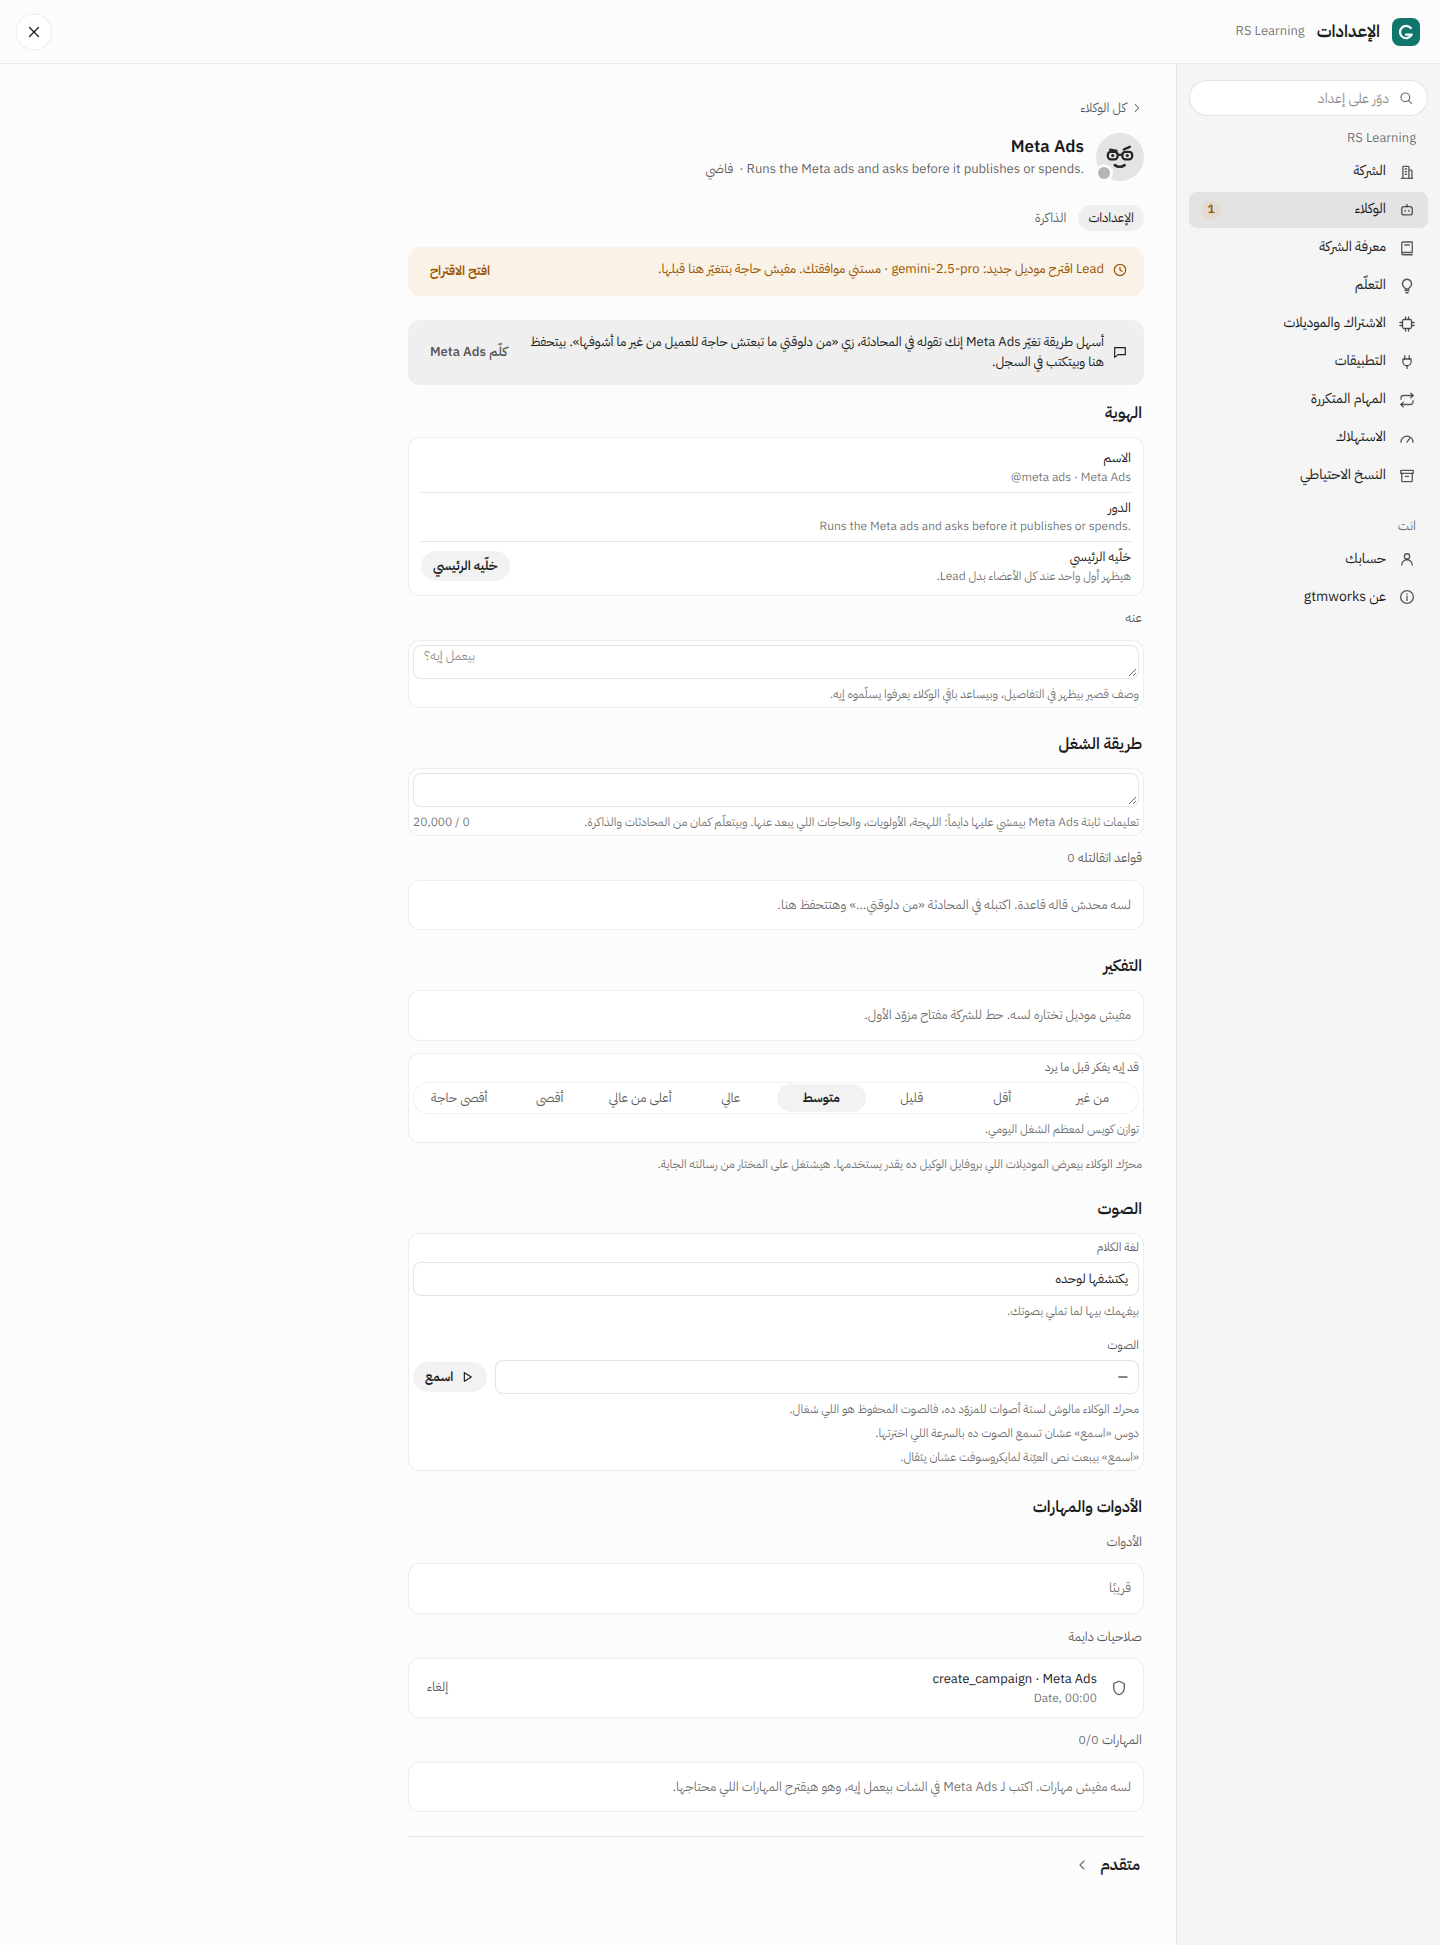 الإعدادات
RS Learning
دوّر على إعداد
RS Learning
الشركة
الوكلاء
1
معرفة الشركة
التعلّم
الاشتراك والموديلات
التطبيقات
المهام المتكررة
الاستهلاك
النسخ الاحتياطي
انت
حسابك
عن gtmworks
كل الوكلاء
Meta Ads
Runs the Meta ads and asks before it publishes or spends. · فاضي
الإعدادات
الذاكرة
Lead اقترح موديل جديد: gemini-2.5-pro · مستني موافقتك. مفيش حاجة بتتغيّر هنا قبلها.
افتح الاقتراح
أسهل طريقة تغيّر Meta Ads إنك تقوله في المحادثة، زي «من دلوقتي ما تبعتش حاجة للعميل من غير ما أشوفها». بيتحفظ
هنا وبيتكتب في السجل.
كلّم Meta Ads
الهوية
الاسم
@meta ads · Meta Ads
الدور
Runs the Meta ads and asks before it publishes or spends.
خلّيه الرئيسي
هيظهر أول واحد عند كل الأعضاء بدل Lead.
خلّيه الرئيسي
عنه
بيعمل إيه؟
وصف قصير بيظهر في التفاصيل، وبيساعد باقي الوكلاء يعرفوا يسلّموه إيه.
طريقة الشغل
تعليمات ثابتة Meta Ads بيمشي عليها دايماً: اللهجة، الأولويات، والحاجات اللي يبعد عنها. وبيتعلّم كمان من المحادثات والذاكرة.
20,000 / 0
قواعد اتقالتله 0
لسه محدش قاله قاعدة. اكتبله في المحادثة «من دلوقتي...» وهتتحفظ هنا.
التفكير
مفيش موديل تختاره لسه. حط للشركة مفتاح مزوّد الأول.
قد إيه يفكر قبل ما يرد
من غير
أقل
قليل
متوسط
عالي
أعلى من عالي
أقصى
أقصى حاجة
توازن كويس لمعظم الشغل اليومي.
محرّك الوكلاء بيعرض الموديلات اللي بروفايل الوكيل ده يقدر يستخدمها. هيشتغل على المختار من رسالته الجاية.
الصوت
لغة الكلام
يكتشفها لوحده
بيفهمك بيها لما تملي بصوتك.
الصوت
—
اسمع
محرك الوكلاء مالوش لستة أصوات للمزوّد ده، فالصوت المحفوظ هو اللي شغال.
دوس «اسمع» عشان تسمع الصوت ده بالسرعة اللي اخترتها.
«اسمع» بيبعت نص العيّنة لمايكروسوفت عشان يتقال.
الأدوات والمهارات
الأدوات
قريبًا
صلاحيات دايمة
create_campaign · Meta Ads
Date, 00:00
إلغاء
المهارات 0/0
لسه مفيش مهارات. اكتب لـ Meta Ads في الشات بيعمل إيه، وهو هيقترح المهارات اللي محتاجها.
متقدم